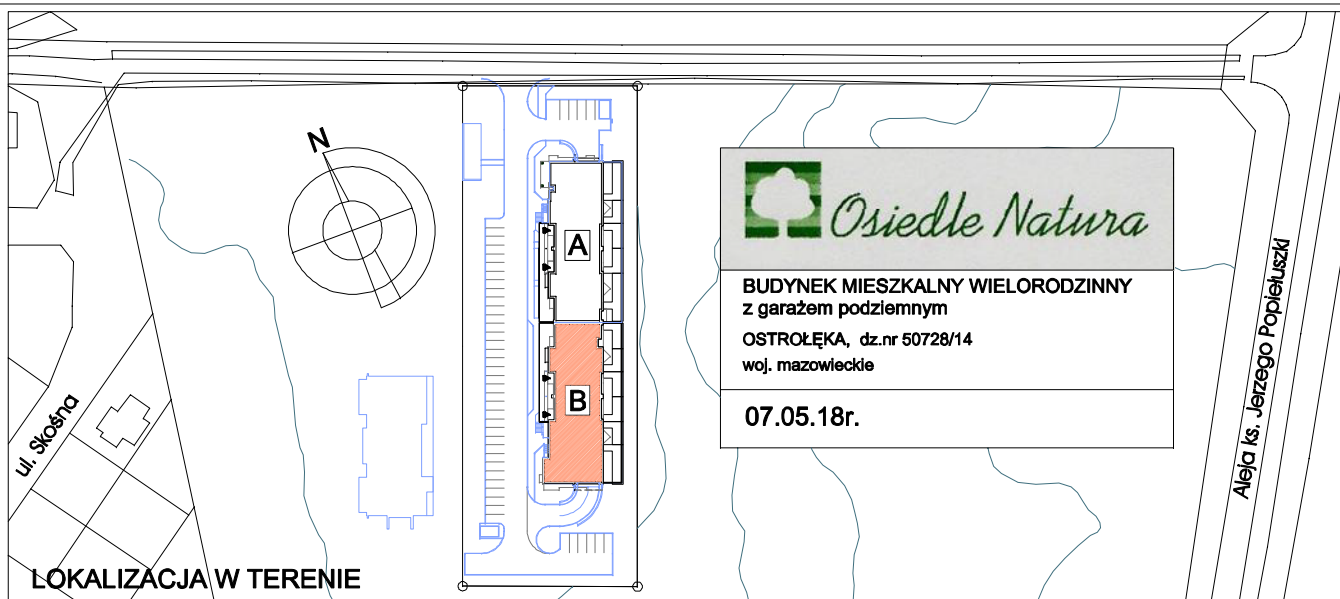 N
A
B
Osiedle Natura
BUDYNEK MIESZKALNY WIELORODZINNY
z garażem podziemnym
OSTROŁĘKA, dz.nr 50728/14
woj. mazowieckie
07.05.18r.
Aleja ks. Jerzego Popiełuszki
ul. Skośna
LOKALIZACJA W TERENIE